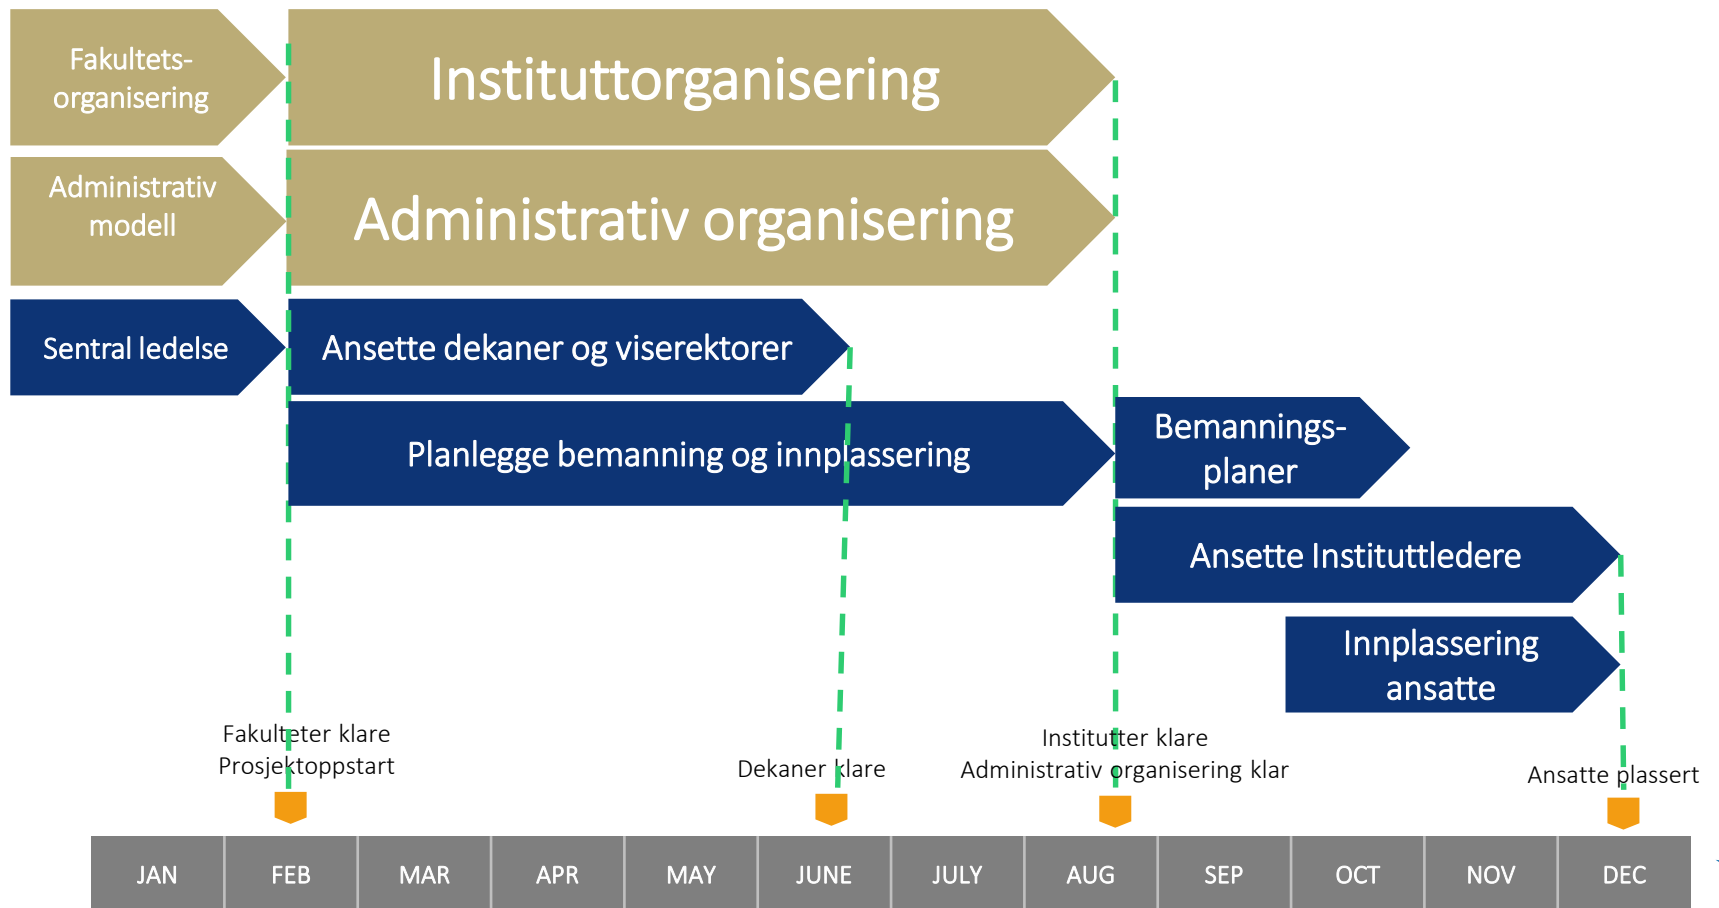 Fakultets-
organisering
Instituttorganisering
Administrativ
modell
Administrativ organisering
Sentral ledelse
Ansette dekaner og viserektorer
Planlegge bemanning og innplassering
Bemannings-
planer
Ansette Instituttledere
Innplassering
ansatte
Fakulteter klare
Prosjektoppstart
Dekaner klare
Institutter klare
Administrativ organisering klar
Ansatte plassert
JAN FEB MAR APR MAY JUNE JULY AUG SEP OCT NOV DEC